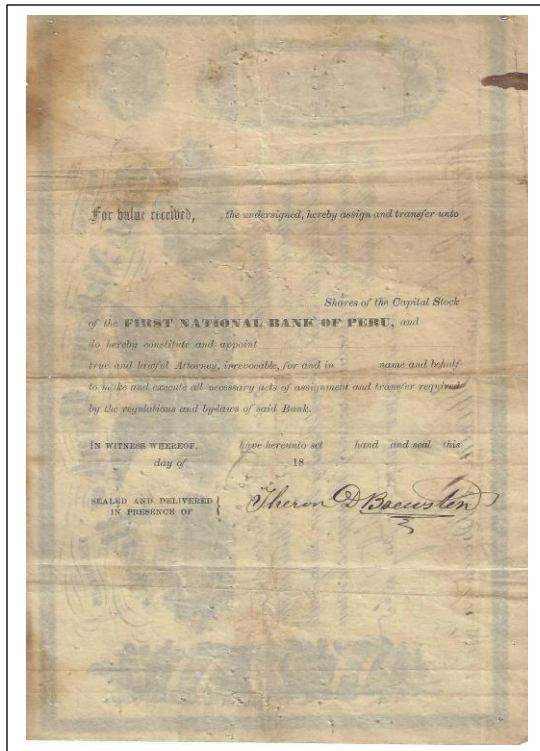 For value received, the undersigned, hereby assign and transfer unto
Shares of the Capital Stock
of the FIRST NATIONAL BANK OF PERU, and
do hereby constitute and appoint
true and lawful Attorney, irrevocable, for and in name and behalf
to make and execute all necessary acts of assignment and transfer required
by the regulations and by-laws of said Bank.
IN WITNESS WHEREOF, have hereunto set hand and seal this
day of 18
SEALED AND DELIVERED
IN PRESENCE OF
Theron D Brewster